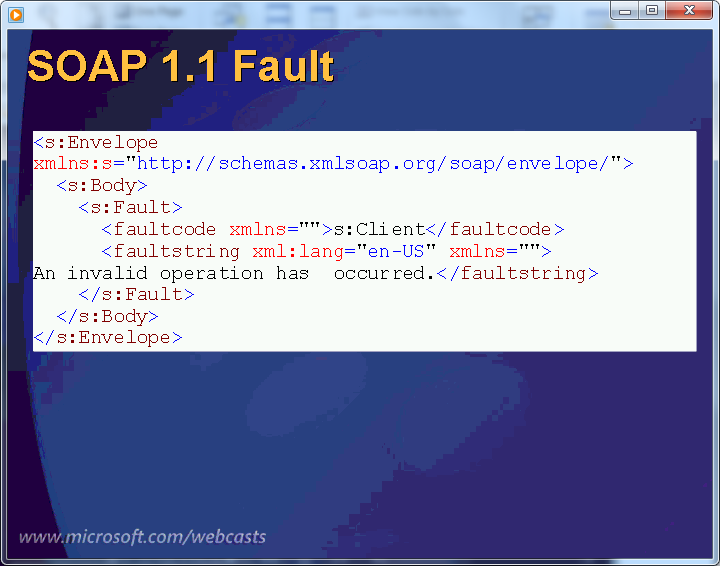 SOAP 1.1 Fault
<s:Envelope
xmlns:s="http://schemas.xmlsoap.org/soap/envelope/">
  <s:Body>
    <s:Fault>
      <faultcode xmlns="">s:Client</faultcode>
      <faultstring xml:lang="en-US" xmlns="">
An invalid operation has  occurred.</faultstring>
    </s:Fault>
  </s:Body>
</s:Envelope>
www.microsoft.com/webcasts